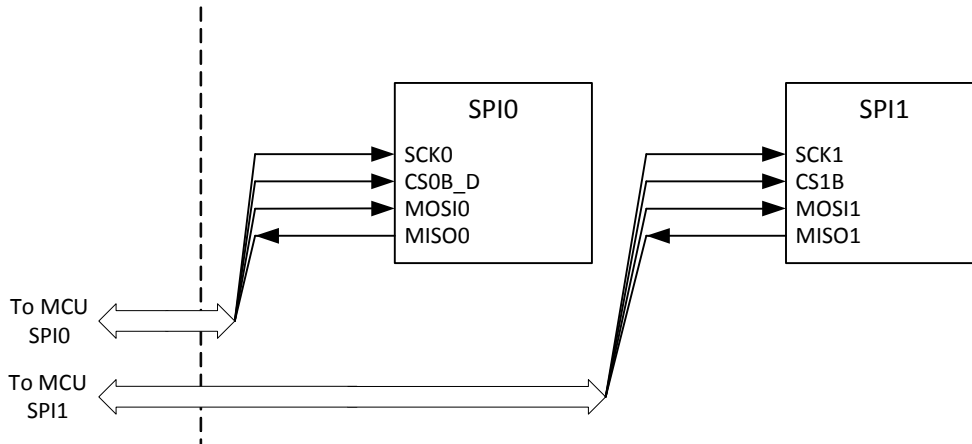 SPI0
SCK0
CS0B_D
MOSI0
MISO0
SPI1
SCK1
CS1B
MOSI1
MISO1
To MCU
SPI0
To MCU
SPI1